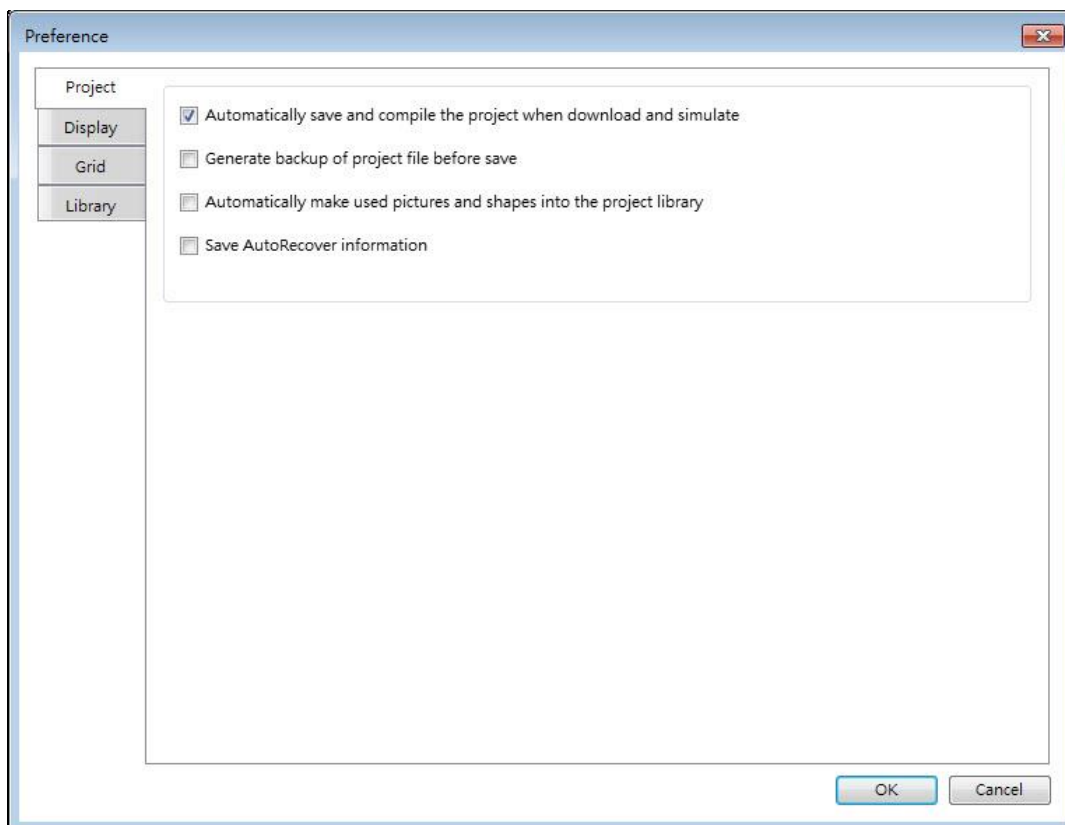 Preference
Project
Display
Grid
Library
Automatically save and compile the project when download and simulate
Generate backup of project file before save
Automatically make used pictures and shapes into the project library
Save AutoRecover information
OK
Cancel